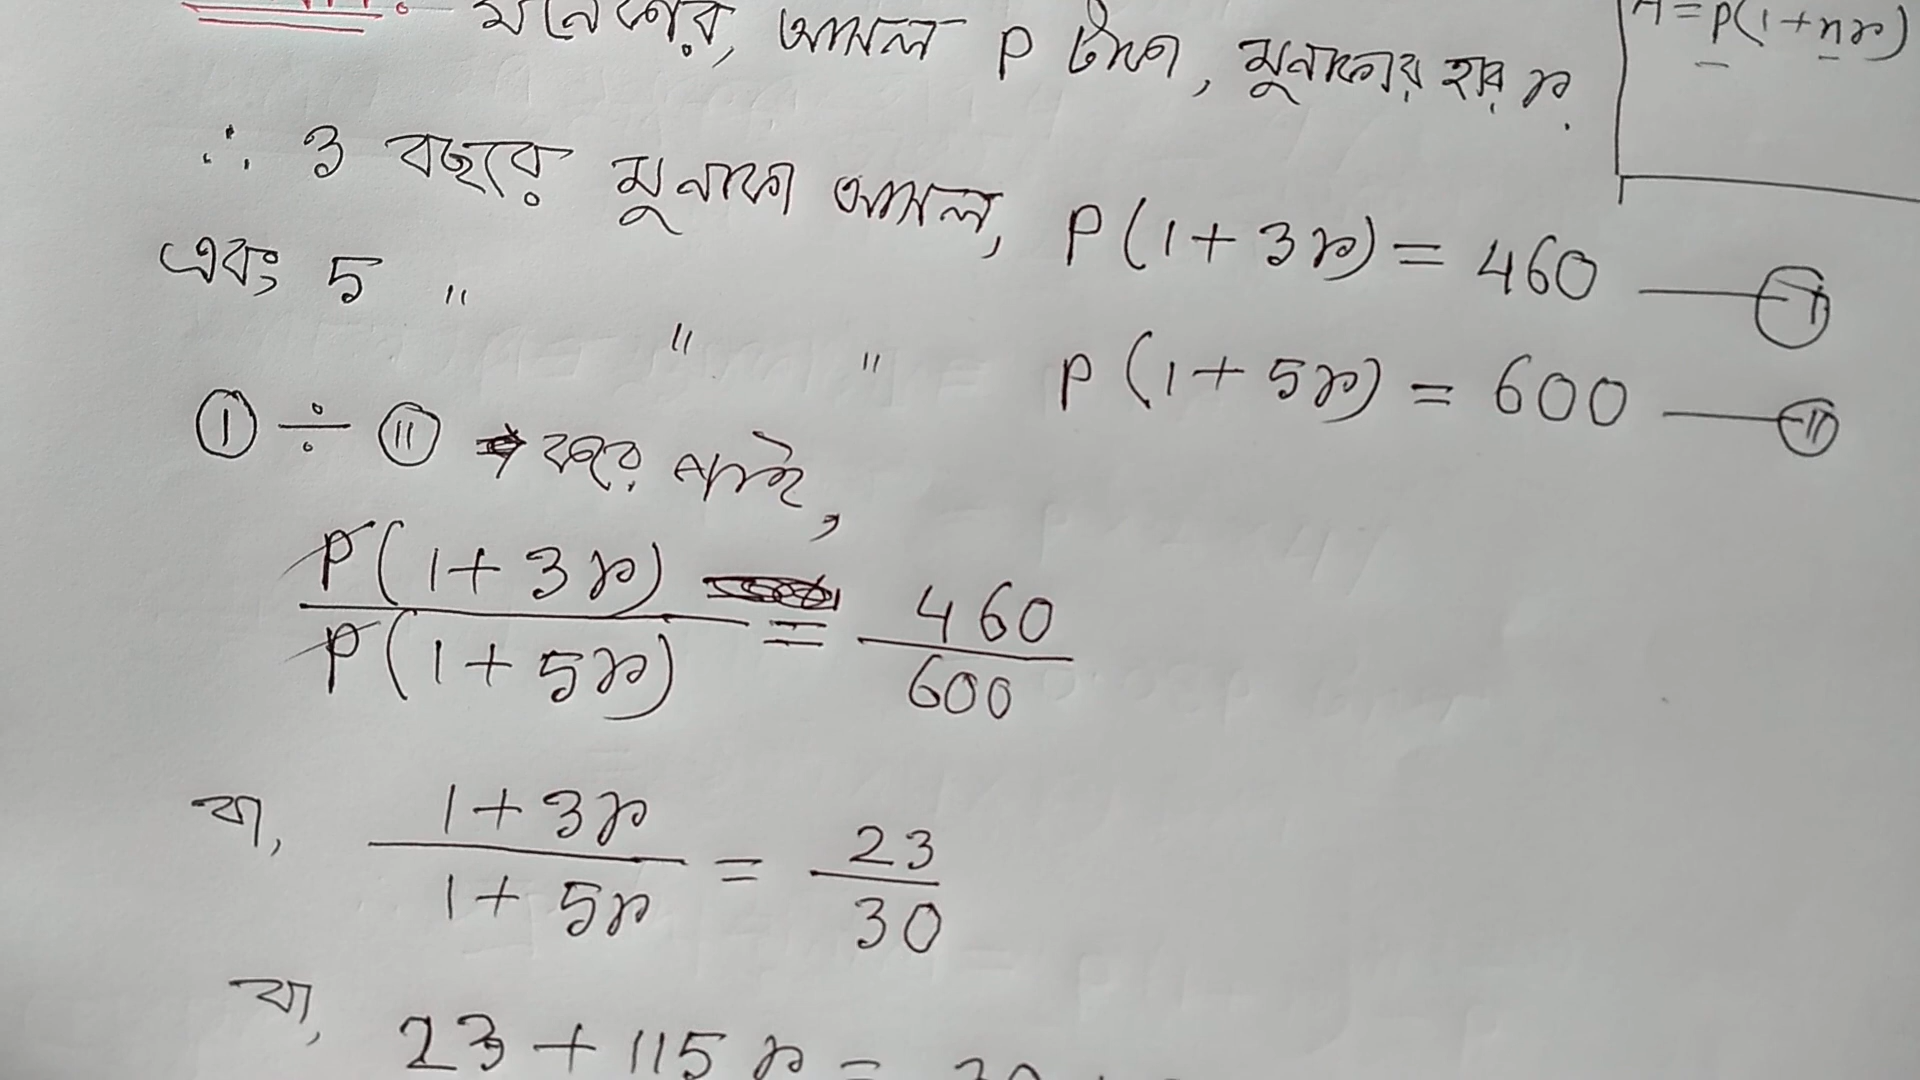 মনেকরি, আসল P টাকা, মুনাফার হার r.
A = P(1+nr)
∴ 3 বছরে মুনাফা আসল, P(1+3r) = 460 —— (i)
এবং 5 " " " P(1+5r) = 600 —— (ii)
(i) ÷ (ii) করে পাই,
P(1+3r) / P(1+5r) = 460 / 600
বা, 1+3r / 1+5r = 23 / 30
বা, 23 + 115r =